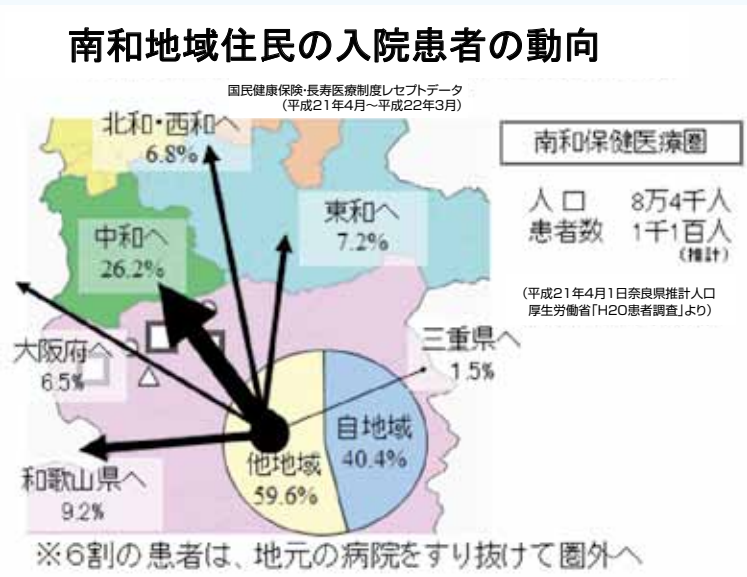 南和地域住民の入院患者の動向
国民健康保険・長寿医療制度レセプトデータ
（平成21年4月～平成22年3月）
北和・西和へ
6.8%
南和保健医療圏
人口 8万4千人
患者数 1千1百人
（推計）
東和へ
7.2%
中和へ
26.2%
（平成21年4月1日奈良県推計人口
厚生労働省「H20患者調査」より）
大阪府へ
6.5%
三重県へ
1.5%
自地域
40.4%
他地域
59.6%
和歌山県へ
9.2%
※6割の患者は、地元の病院をすり抜けて圏外へ